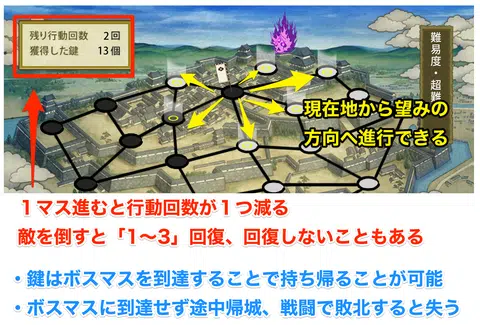 残り行動回数 2回
獲得した鍵 13個
難易度・超難
現在地から望みの
方向へ進行できる
１マス進むと行動回数が１つ減る
敵を倒すと「1〜3」回復、回復しないこともある
・鍵はボスマスを到達することで持ち帰ることが可能
・ボスマスに到達せず途中帰城、戦闘で敗北すると失う